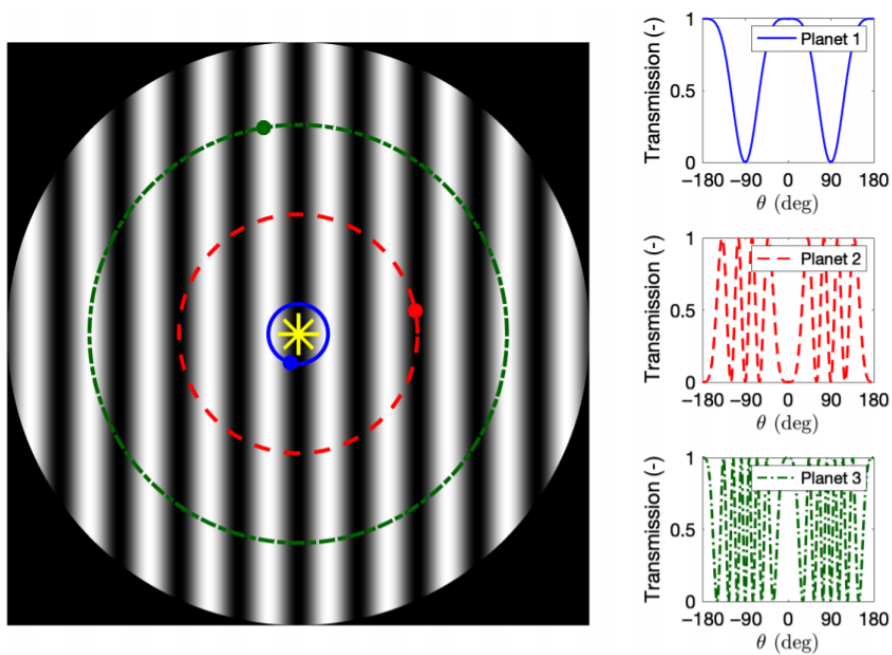 1
Planet 1
0.5
0
−180 −90 0 90 180
θ (deg)
Transmission (-)
1
Planet 2
0.5
0
−180 −90 0 90 180
θ (deg)
Transmission (-)
1
Planet 3
0.5
0
−180 −90 0 90 180
θ (deg)
Transmission (-)